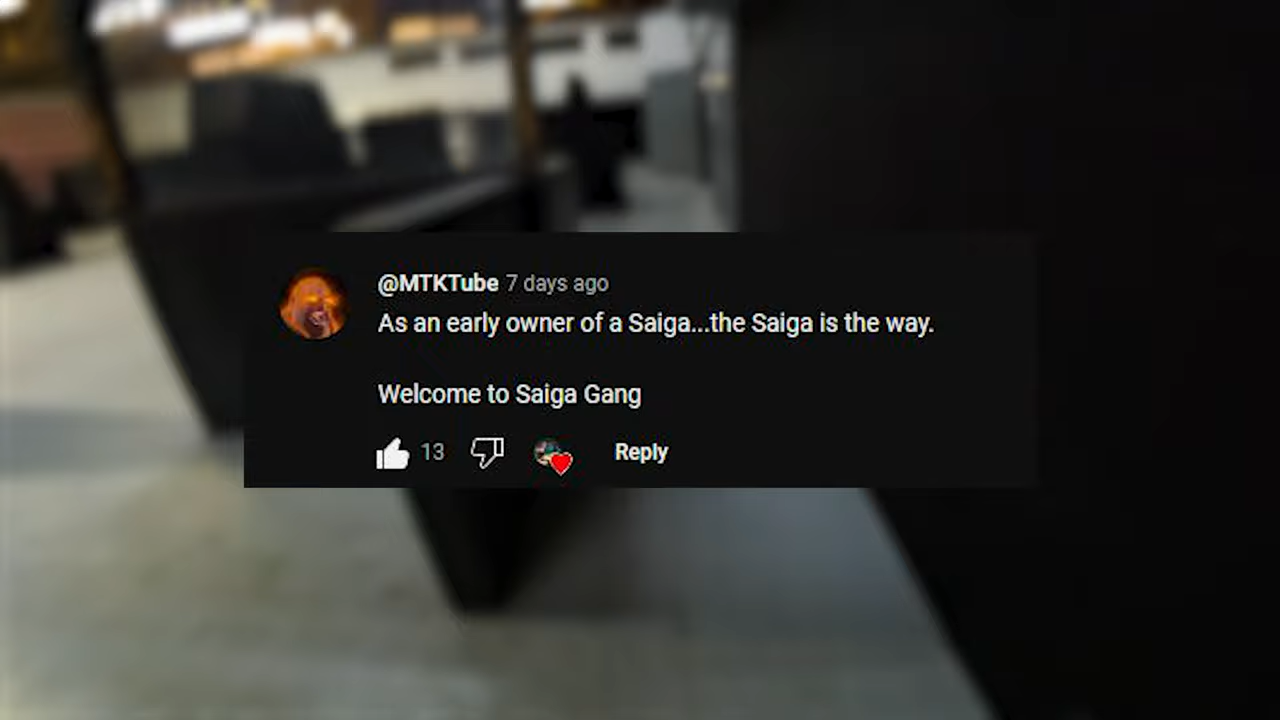 @MTKTube 7 days ago
As an early owner of a Saiga...the Saiga is the way.
Welcome to Saiga Gang
13
Reply